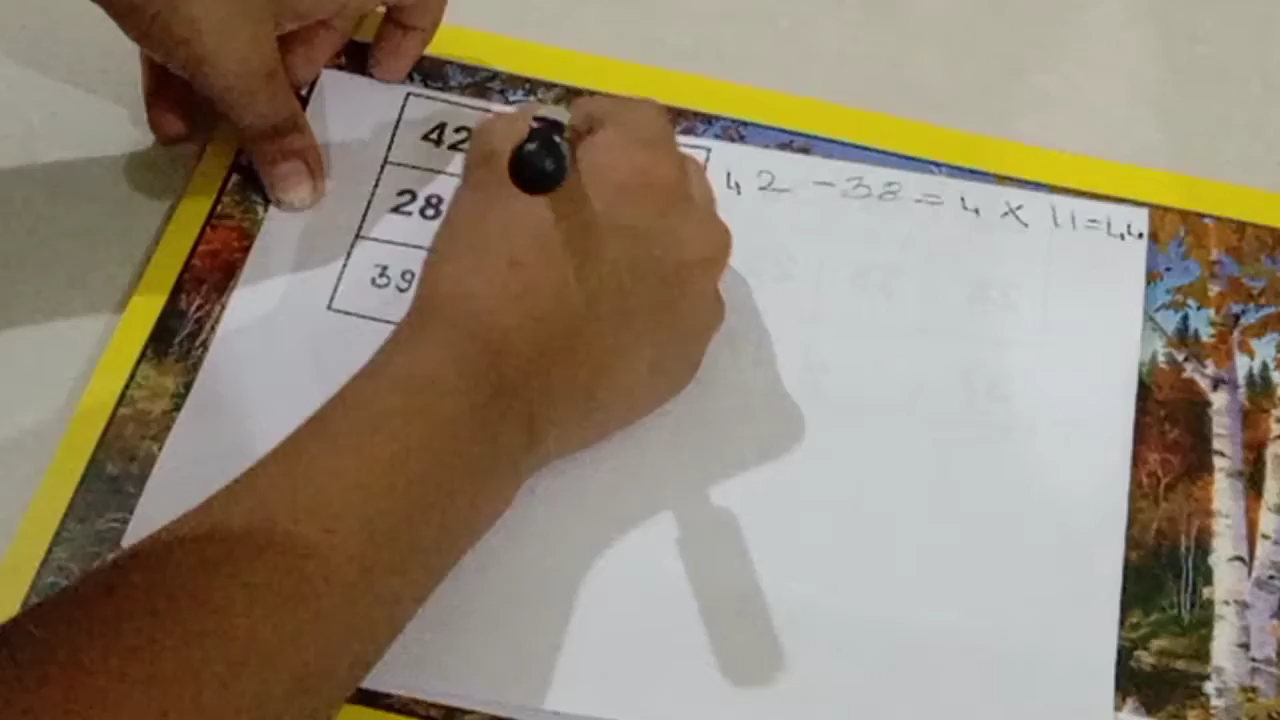 42
42 - 38 = 4 x 11 = 44
28
39